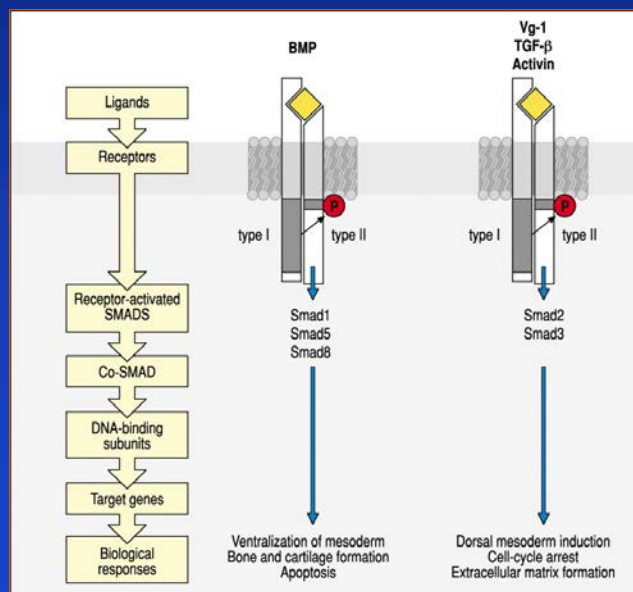 BMP
Vg-1
TGF-β
Activin
Ligands
Receptors
P
P
type I
type II
type I
type II
Receptor-activated
SMADS
Smad1
Smad5
Smad8
Smad2
Smad3
Co-SMAD
DNA-binding
subunits
Target genes
Biological
responses
Ventralization of mesoderm
Bone and cartilage formation
Apoptosis
Dorsal mesoderm induction
Cell-cycle arrest
Extracellular matrix formation